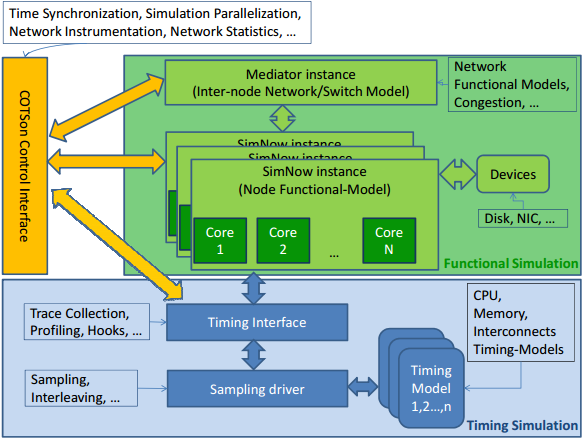 Time Synchronization, Simulation Parallelization,
Network Instrumentation, Network Statistics, …
COTSon Control Interface
Mediator instance
(Inter-node Network/Switch Model)
Network
Functional Models,
Congestion, …
SimNow instance
SimNow instance
SimNow instance
(Node Functional-Model)
Core
1
Core
2
…
Core
N
Devices
Disk, NIC, …
Functional Simulation
Trace Collection,
Profiling, Hooks, …
Timing Interface
CPU,
Memory,
Interconnects
Timing-Models
Sampling,
Interleaving, …
Sampling driver
Timing
Model
1,2…,n
Timing Simulation